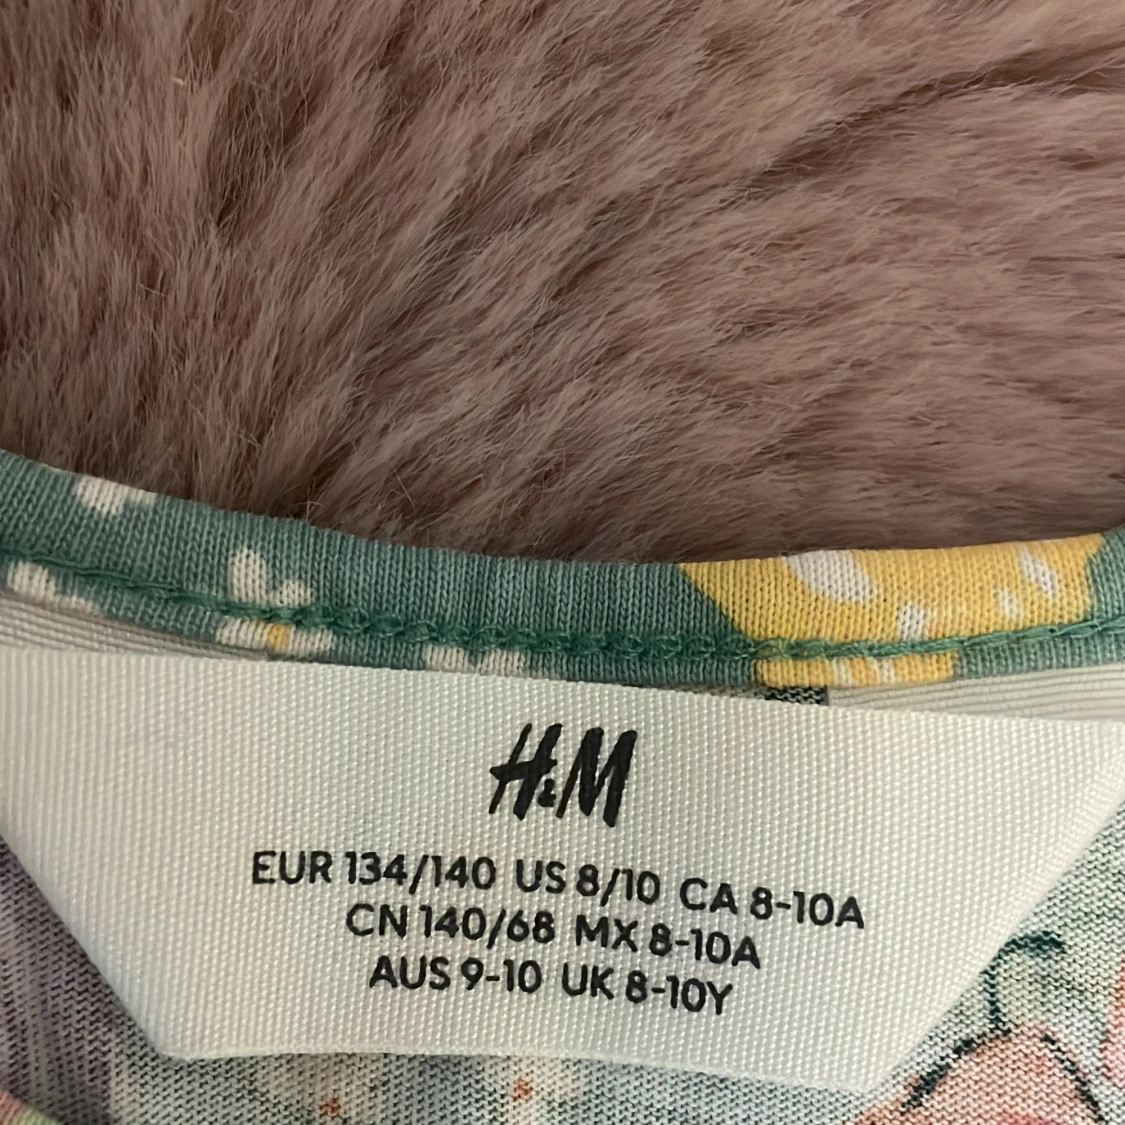 H&M
EUR 134/140 US 8/10 CA 8-10A
CN 140/68 MX 8-10A
AUS 9-10 UK 8-10Y